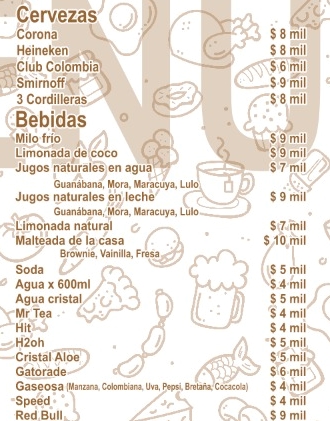 ENU
Cervezas
Corona $ 8 mil
Heineken $ 8 mil
Club Colombia $ 6 mil
Smirnoff $ 9 mil
3 Cordilleras $ 8 mil
Bebidas
Milo frio $ 9 mil
Limonada de coco $ 9 mil
Jugos naturales en agua $ 7 mil
Guanábana, Mora, Maracuya, Lulo
Jugos naturales en leche $ 9 mil
Guanábana, Mora, Maracuya, Lulo
Limonada natural $ 7 mil
Malteada de la casa $ 10 mil
Brownie, Vainilla, Fresa
Soda $ 5 mil
Agua x 600ml $ 4 mil
Agua cristal $ 5 mil
Mr Tea $ 4 mil
Hit $ 4 mil
H2oh $ 5 mil
Cristal Aloe $ 5 mil
Gatorade $ 6 mil
Gaseosa (Manzana, Colombiana, Uva, Pepsi, Bretaña, Cocacola) $ 4 mil
Speed $ 4 mil
Red Bull $ 9 mil